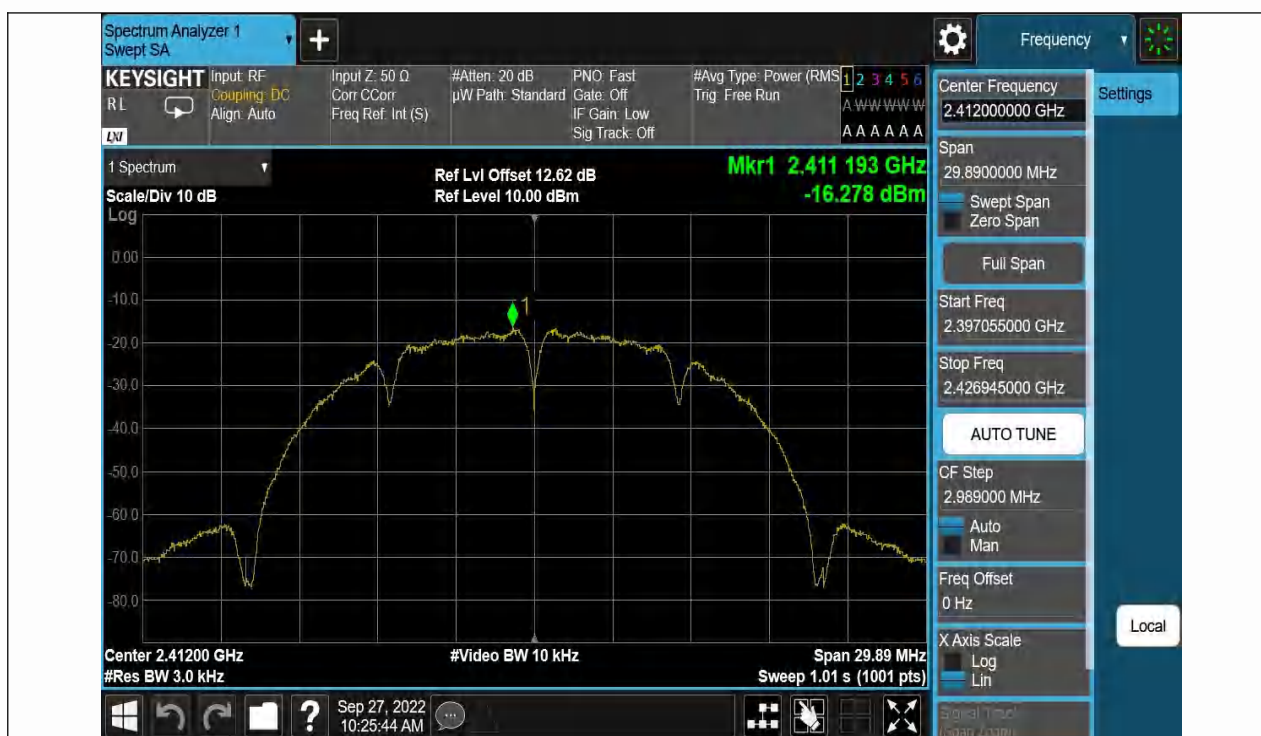 Spectrum Analyzer 1
Swept SA
Frequency
KEYSIGHT
R L
LXI
Input: RF
Coupling: DC
Align: Auto
Input Z: 50 Ω
Corr CCorr
Freq Ref: Int (S)
#Atten: 20 dB
µW Path: Standard
PNO: Fast
Gate: Off
IF Gain: Low
Sig Track: Off
#Avg Type: Power (RMS
Trig: Free Run
1 2 3 4 5 6
A W W W W W
A A A A A A
1 Spectrum
Scale/Div 10 dB
Ref Lvl Offset 12.62 dB
Ref Level 10.00 dBm
Mkr1 2.411 193 GHz
-16.278 dBm
Log
0.00
-10.0
-20.0
-30.0
-40.0
-50.0
-60.0
-70.0
-80.0
1
Center 2.41200 GHz
#Res BW 3.0 kHz
#Video BW 10 kHz
Span 29.89 MHz
Sweep 1.01 s (1001 pts)
Center Frequency
2.412000000 GHz
Span
29.8900000 MHz
Swept Span
Zero Span
Full Span
Start Freq
2.397055000 GHz
Stop Freq
2.426945000 GHz
AUTO TUNE
CF Step
2.989000 MHz
Auto
Man
Freq Offset
0 Hz
X Axis Scale
Log
Lin
Signal Track
(Span Zoom)
Settings
Local
?
Sep 27, 2022
10:25:44 AM